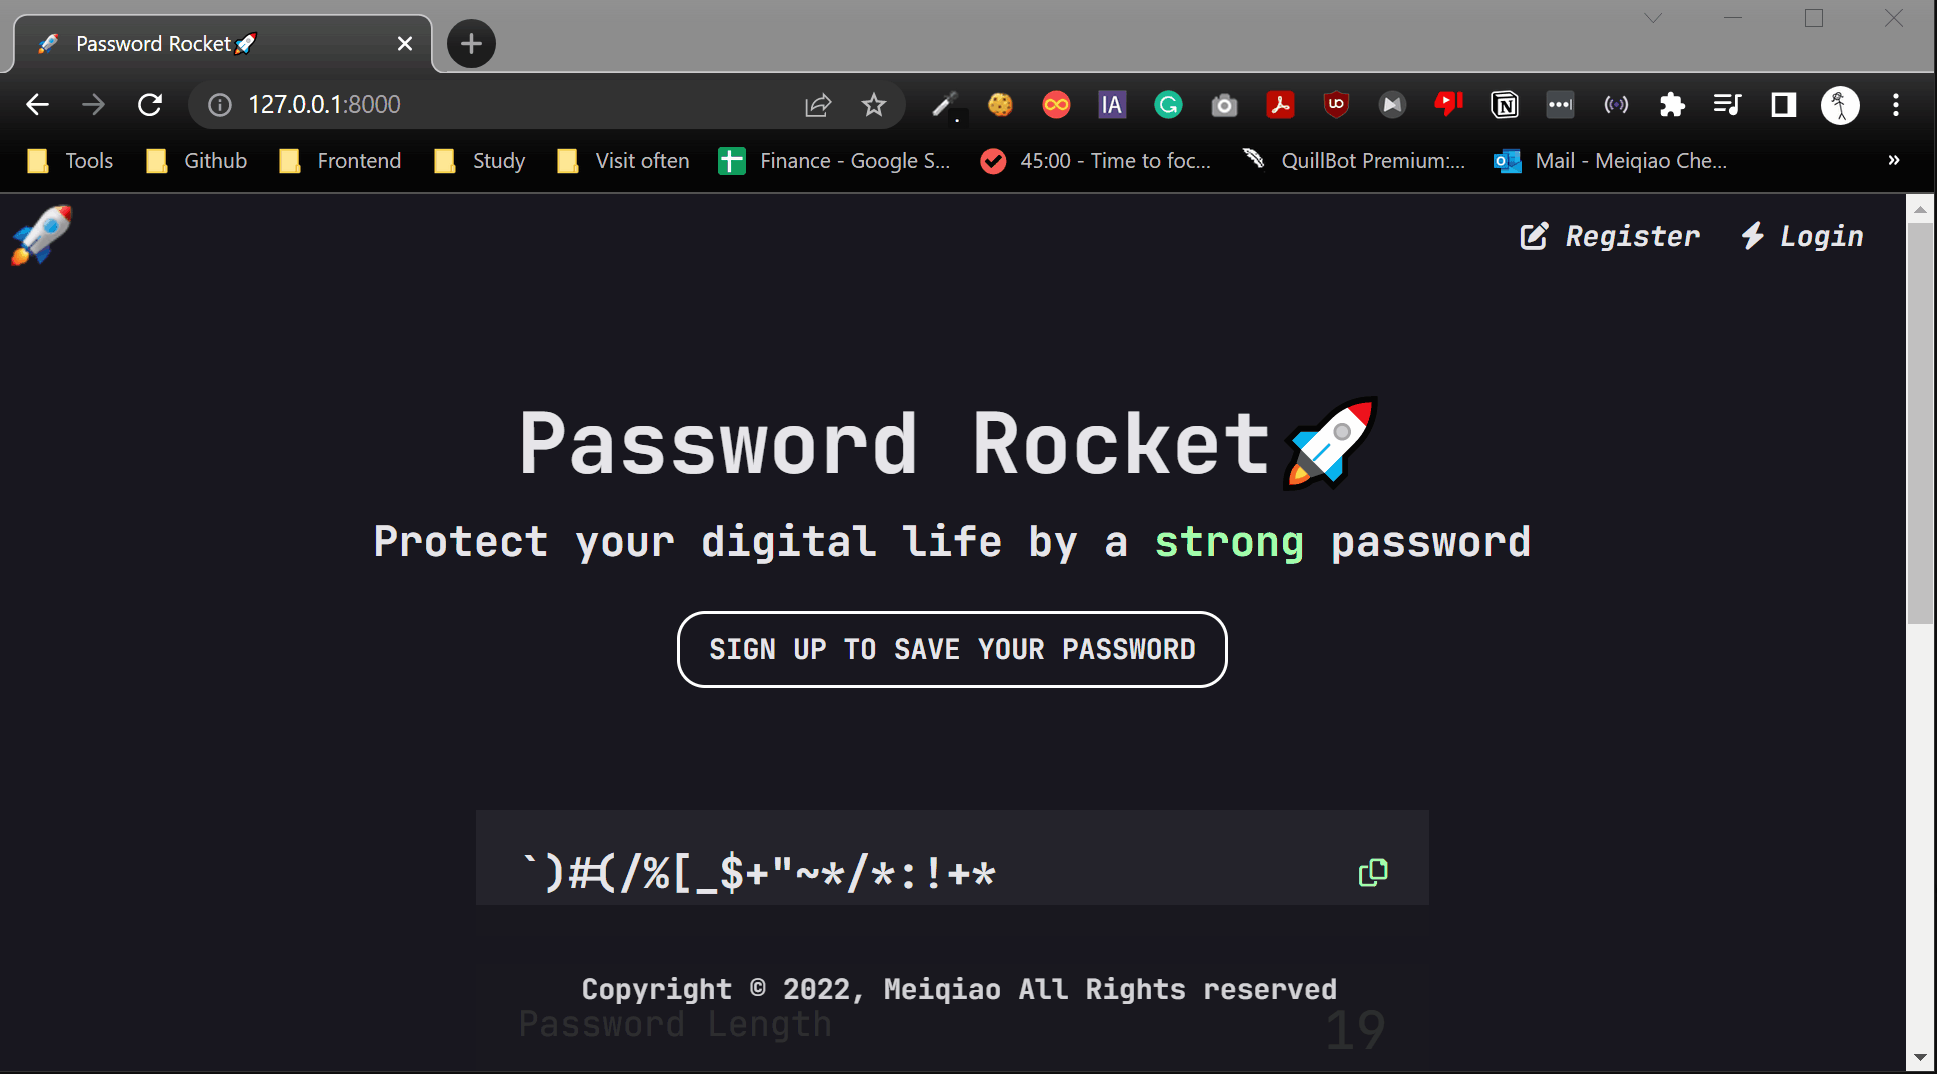 Password Rocket🚀
127.0.0.1:8000
Tools Github Frontend Study Visit often Finance - Google S... 45:00 - Time to foc... QuillBot Premium:... Mail - Meiqiao Che... »
Register Login
Password Rocket🚀
Protect your digital life by a strong password
SIGN UP TO SAVE YOUR PASSWORD
`)#(/%[_$+"~*/*:!+*
Copyright © 2022, Meiqiao All Rights reserved
Password Length 19